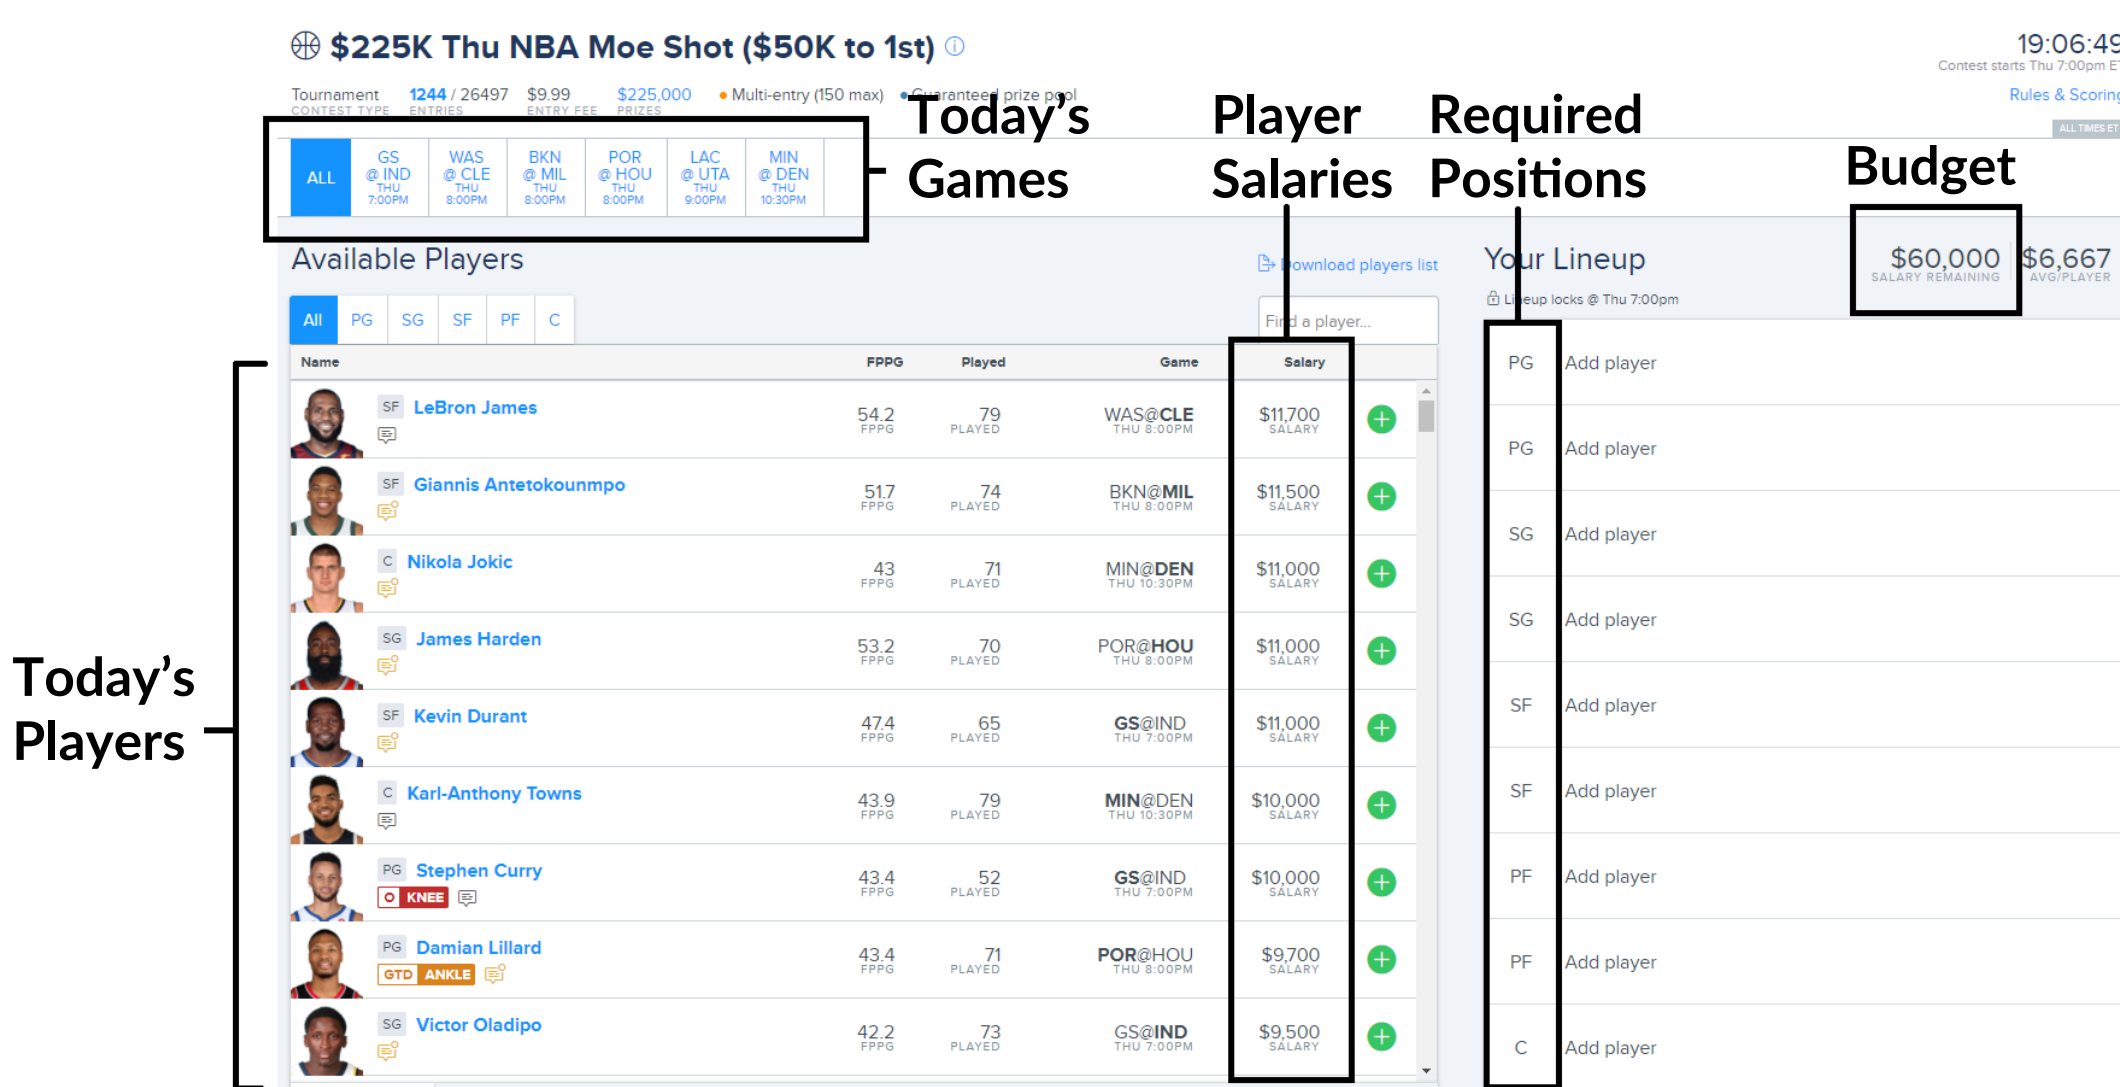 $225K Thu NBA Moe Shot ($50K to 1st)
19:06:49
Contest starts Thu 7:00pm ET
Tournament 1244 / 26497 $9.99 $225,000 Multi-entry (150 max) Guaranteed prize pool
CONTEST TYPE ENTRIES ENTRY FEE PRIZES
Rules & Scoring
ALL TIMES ET
Today's
Games
Player
Salaries
Required
Positions
Budget
ALL
GS
@ IND
THU
7:00PM
WAS
@ CLE
THU
8:00PM
BKN
@ MIL
THU
8:00PM
POR
@ HOU
THU
8:00PM
LAC
@ UTA
THU
9:00PM
MIN
@ DEN
THU
10:30PM
Available Players
Download players list
All PG SG SF PF C
Find a player...
Name FPPG Played Game Salary
SF LeBron James 54.2 79 WAS@CLE $11,700
FPPG PLAYED THU 8:00PM SALARY
SF Giannis Antetokounmpo 51.7 74 BKN@MIL $11,500
FPPG PLAYED THU 8:00PM SALARY
C Nikola Jokic 43 71 MIN@DEN $11,000
FPPG PLAYED THU 10:30PM SALARY
SG James Harden 53.2 70 POR@HOU $11,000
FPPG PLAYED THU 8:00PM SALARY
SF Kevin Durant 47.4 65 GS@IND $11,000
FPPG PLAYED THU 7:00PM SALARY
C Karl-Anthony Towns 43.9 79 MIN@DEN $10,000
FPPG PLAYED THU 10:30PM SALARY
PG Stephen Curry 43.4 52 GS@IND $10,000
O KNEE FPPG PLAYED THU 7:00PM SALARY
PG Damian Lillard 43.4 71 POR@HOU $9,700
GTD ANKLE FPPG PLAYED THU 8:00PM SALARY
SG Victor Oladipo 42.2 73 GS@IND $9,500
FPPG PLAYED THU 7:00PM SALARY
Today's
Players
Your Lineup
Lineup locks @ Thu 7:00pm
$60,000 $6,667
SALARY REMAINING AVG/PLAYER
PG Add player
PG Add player
SG Add player
SG Add player
SF Add player
SF Add player
PF Add player
PF Add player
C Add player